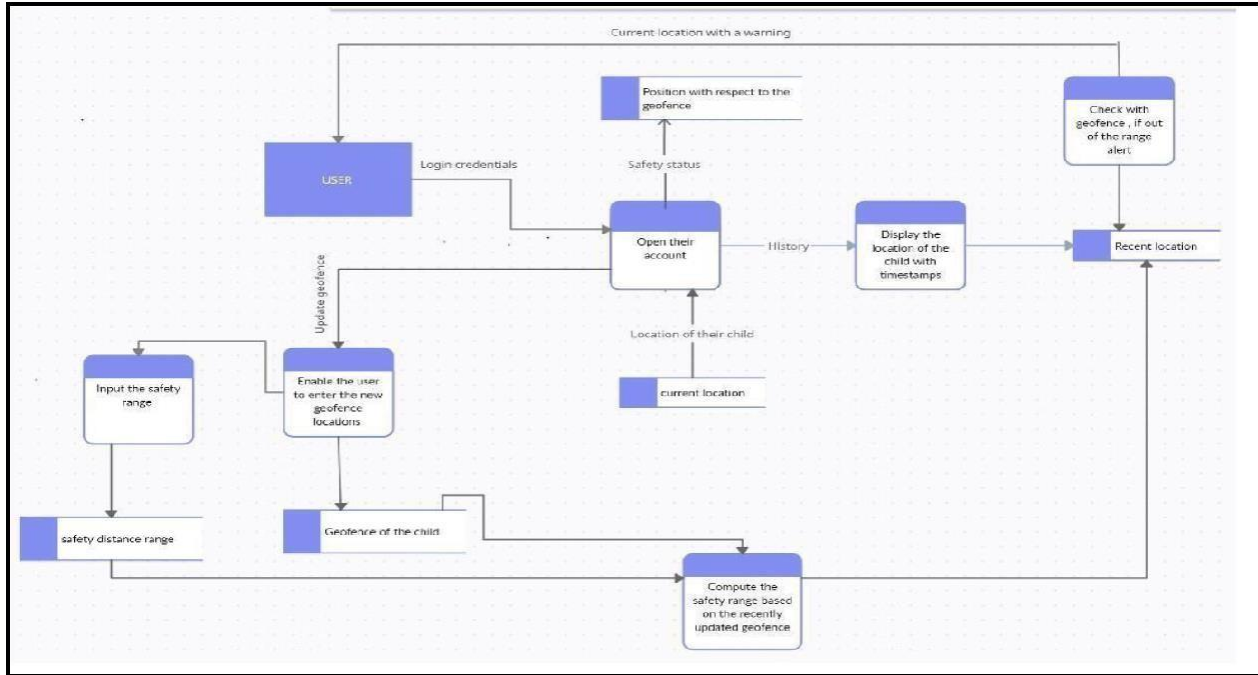 Current location with a warning
Position with respect to the
geofence
Check with
geofence , if out
of the range
alert
Login credentials
Safety status
USER
Open their
account
History
Display the
location of the
child with
timestamps
Recent location
Update geofence
Location of their child
Input the safety
range
Enable the user
to enter the new
geofence
locations
current location
safety distance range
Geofence of the child
Compute the
safety range based
on the recently
updated geofence